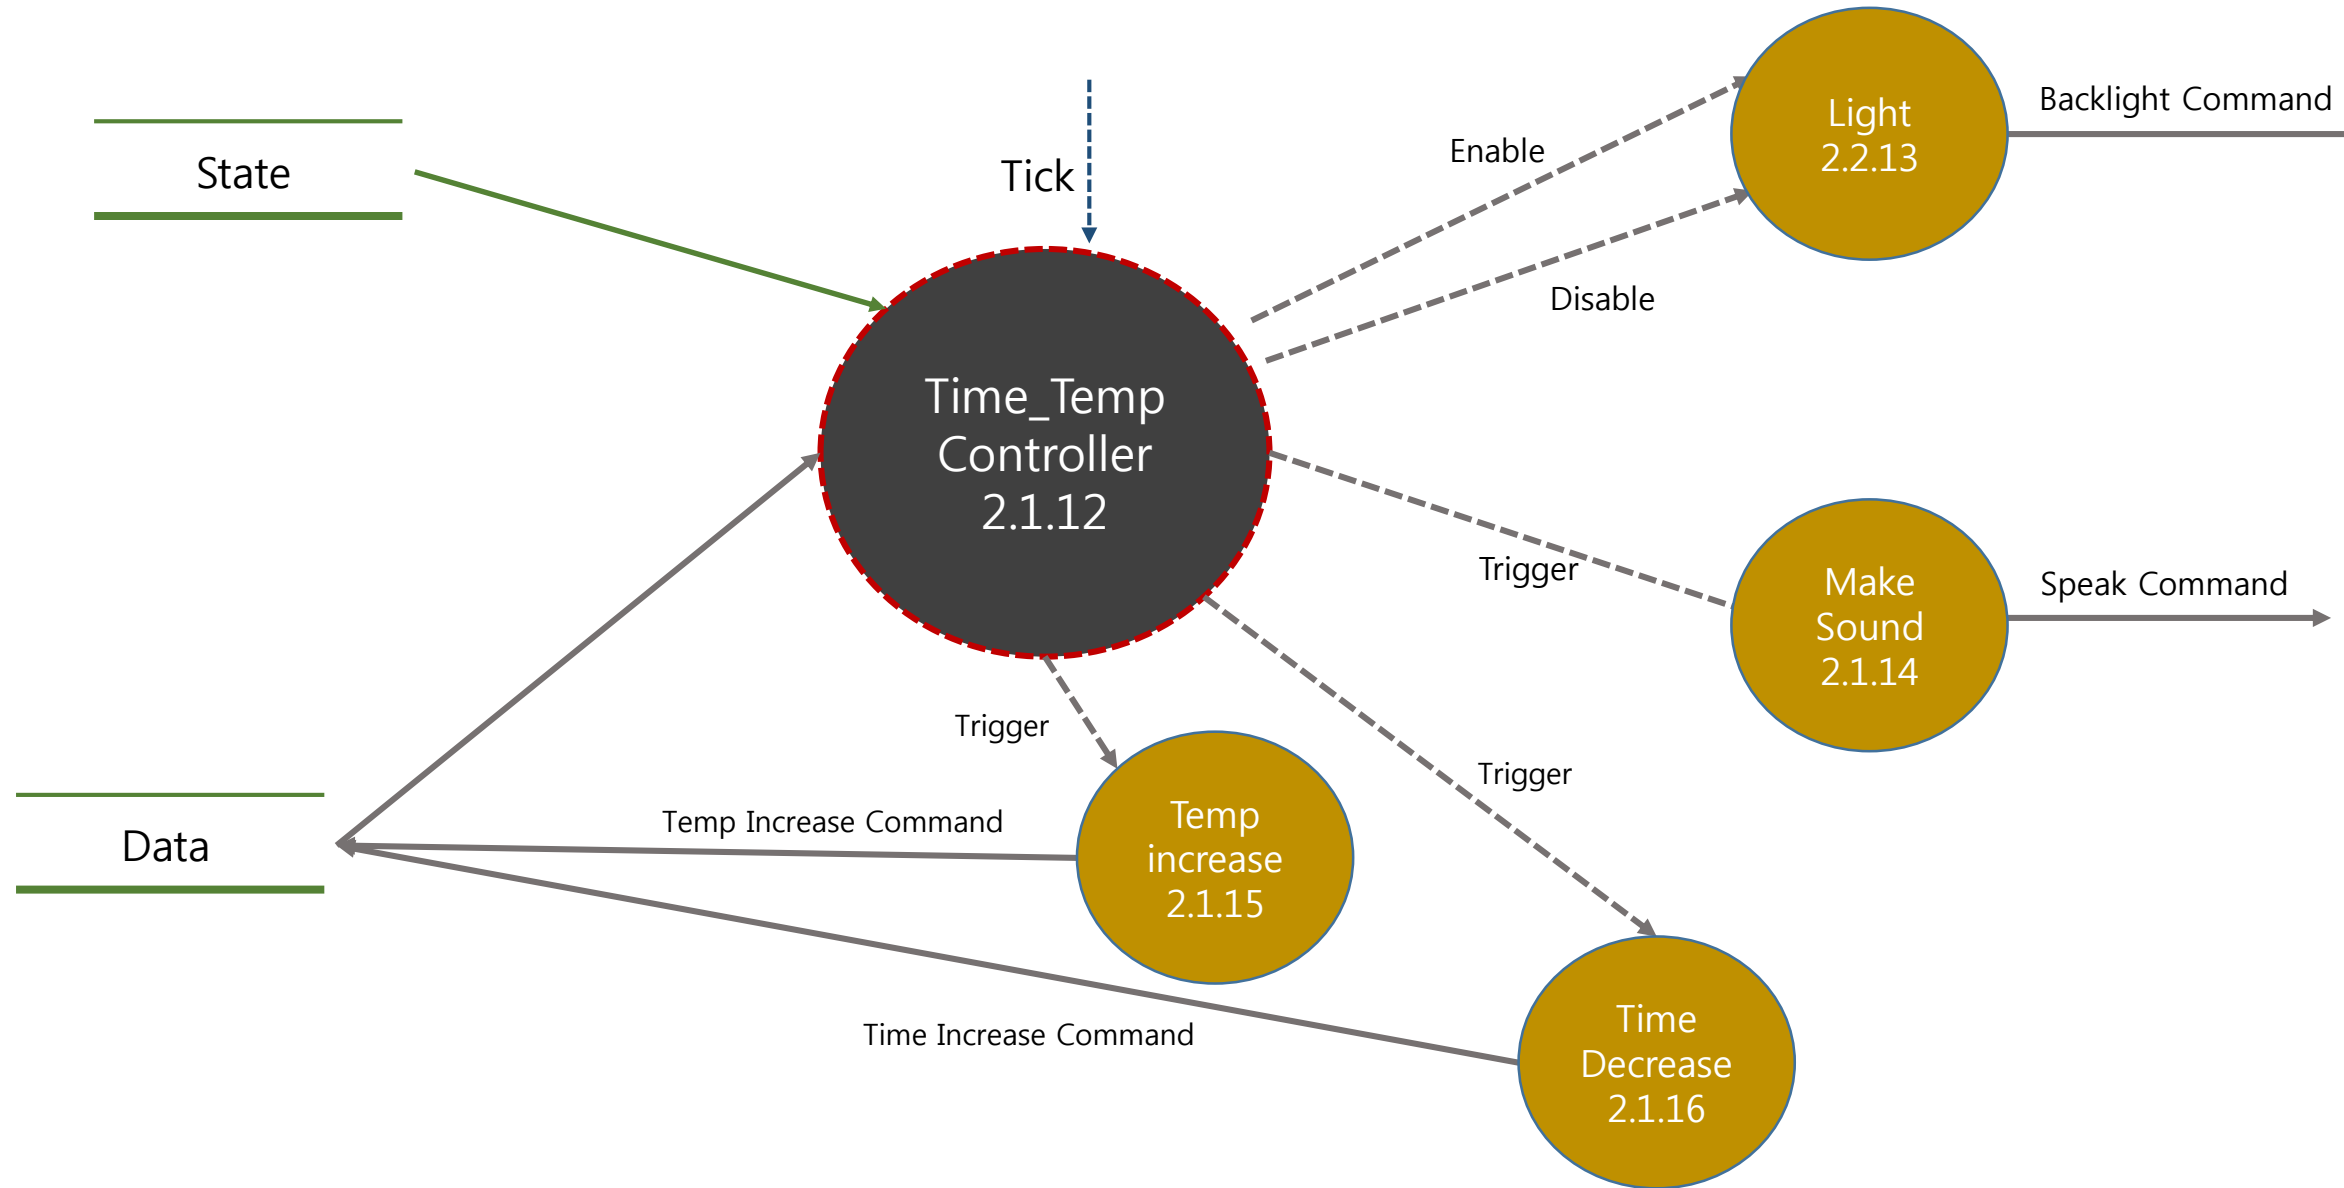 Backlight Command
Light
2.2.13
Enable
State
Tick
Disable
Time_Temp
Controller
2.1.12
Trigger
Make
Sound
2.1.14
Speak Command
Trigger
Trigger
Temp
increase
2.1.15
Temp Increase Command
Data
Time Increase Command
Time
Decrease
2.1.16